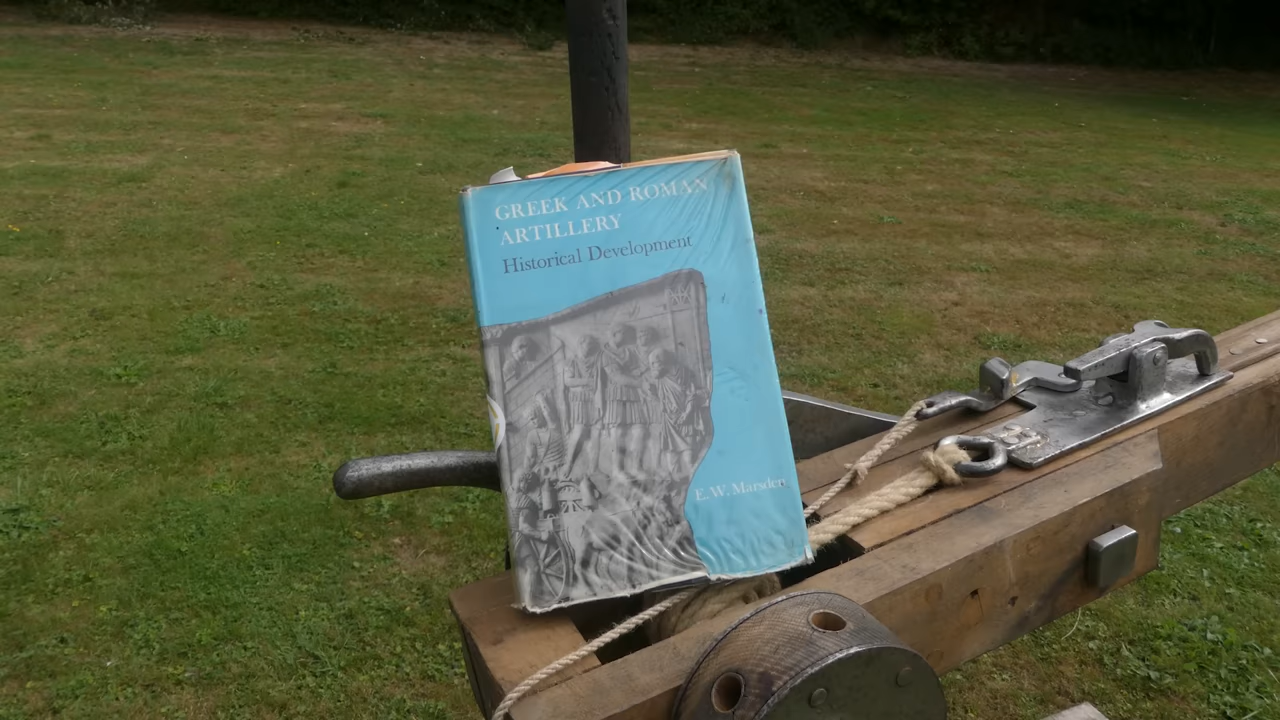 GREEK AND ROMAN
ARTILLERY
Historical Development
E. W. Marsden